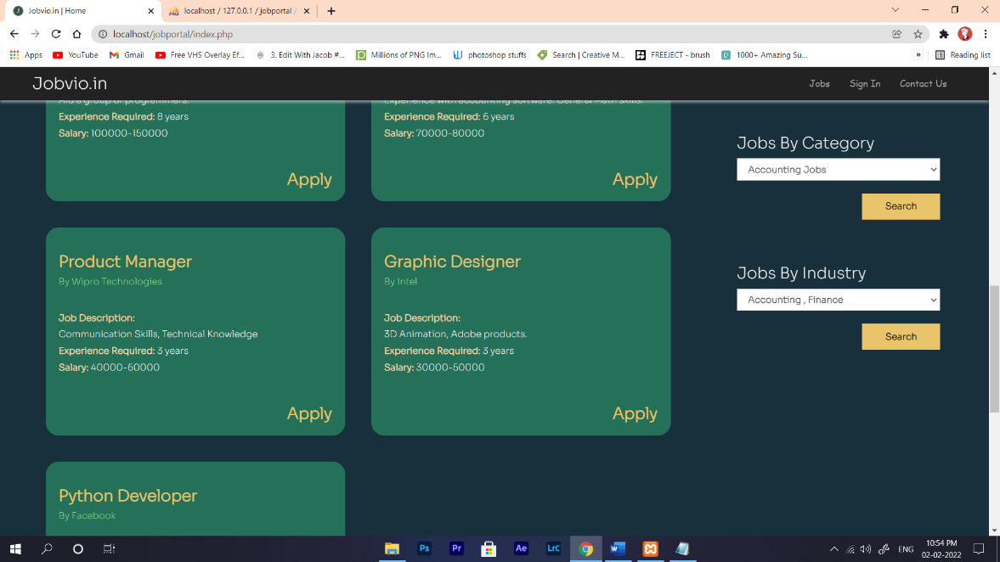 Jobvio.in | Home
localhost / 127.0.0.1 / jobportal /
localhost/jobportal/index.php
Apps
YouTube
Gmail
Free VHS Overlay Ef...
3. Edit With Jacob #...
Millions of PNG Im...
photoshop stuffs
Search | Creative M...
FREEJECT - brush
1000+ Amazing Su...
»
Reading list
Jobvio.in
Jobs
Sign In
Contact Us
Aid a group of programmers.
Experience Required: 8 years
Salary: 100000-150000
Apply
Experience with accounting software. General Math skills.
Experience Required: 6 years
Salary: 70000-80000
Apply
Product Manager
By Wipro Technologies
Job Description:
Communication Skills, Technical Knowledge
Experience Required: 3 years
Salary: 40000-60000
Apply
Graphic Designer
By Intel
Job Description:
3D Animation, Adobe products.
Experience Required: 3 years
Salary: 30000-50000
Apply
Python Developer
By Facebook
Jobs By Category
Accounting Jobs
Search
Jobs By Industry
Accounting , Finance
Search
Ps
Pr
Ae
LrC
ENG
10:54 PM
02-02-2022